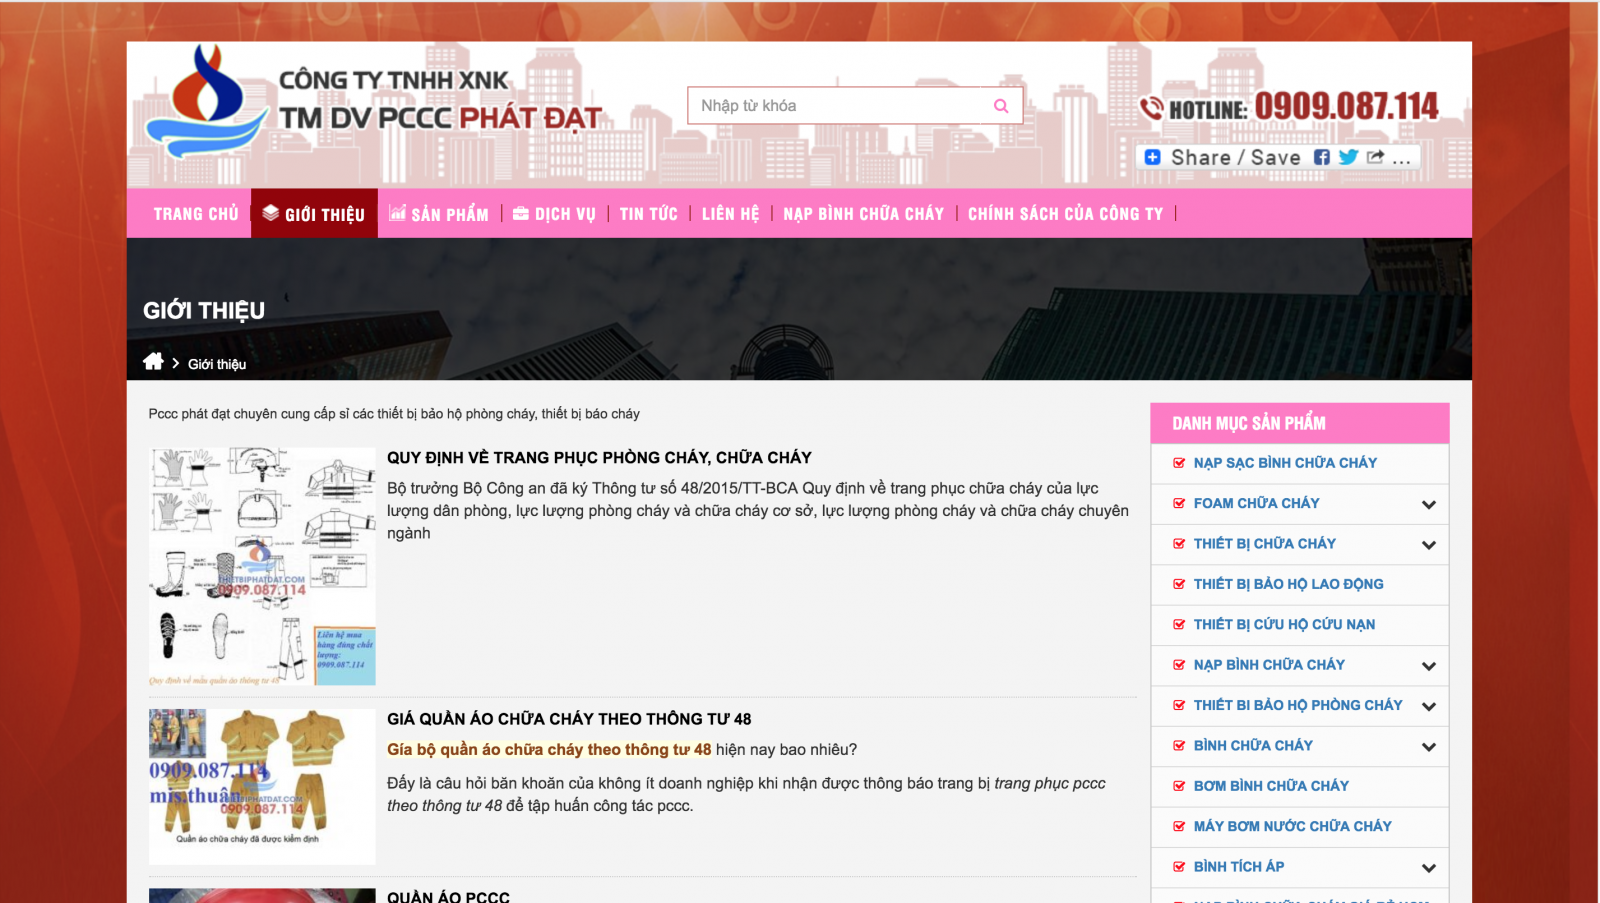 CÔNG TY TNHH XNK
TM DV PCCC PHÁT ĐẠT
Nhập từ khóa
HOTLINE: 0909.087.114
Share / Save ...
TRANG CHỦ
GIỚI THIỆU
SẢN PHẨM
DỊCH VỤ
TIN TỨC
LIÊN HỆ
NẠP BÌNH CHỮA CHÁY
CHÍNH SÁCH CỦA CÔNG TY
GIỚI THIỆU
Giới thiệu
Pccc phát đạt chuyên cung cấp sỉ các thiết bị bảo hộ phòng cháy, thiết bị báo cháy
QUY ĐỊNH VỀ TRANG PHỤC PHÒNG CHÁY, CHỮA CHÁY
Bộ trưởng Bộ Công an đã ký Thông tư số 48/2015/TT-BCA Quy định về trang phục chữa cháy của lực
lượng dân phòng, lực lượng phòng cháy và chữa cháy cơ sở, lực lượng phòng cháy và chữa cháy chuyên
ngành
THIETBIPHATDAT.COM
0909.087.114
Liên hệ mua
hàng đúng chất
lượng:
0909.087.114
Quy định về mẫu quần áo thông tư 48
GIÁ QUẦN ÁO CHỮA CHÁY THEO THÔNG TƯ 48
Gía bộ quần áo chữa cháy theo thông tư 48 hiện nay bao nhiêu?
Đấy là câu hỏi băn khoăn của không ít doanh nghiệp khi nhận được thông báo trang bị trang phục pccc
theo thông tư 48 để tập huấn công tác pccc.
0909.087.114
mis.thuân
0909.087.114
Quần áo chữa cháy đã được kiểm định
QUẦN ÁO PCCC
DANH MỤC SẢN PHẨM
NẠP SẠC BÌNH CHỮA CHÁY
FOAM CHỮA CHÁY
THIẾT BỊ CHỮA CHÁY
THIẾT BỊ BẢO HỘ LAO ĐỘNG
THIẾT BỊ CỨU HỘ CỨU NẠN
NẠP BÌNH CHỮA CHÁY
THIẾT BI BẢO HỘ PHÒNG CHÁY
BÌNH CHỮA CHÁY
BƠM BÌNH CHỮA CHÁY
MÁY BƠM NƯỚC CHỮA CHÁY
BÌNH TÍCH ÁP